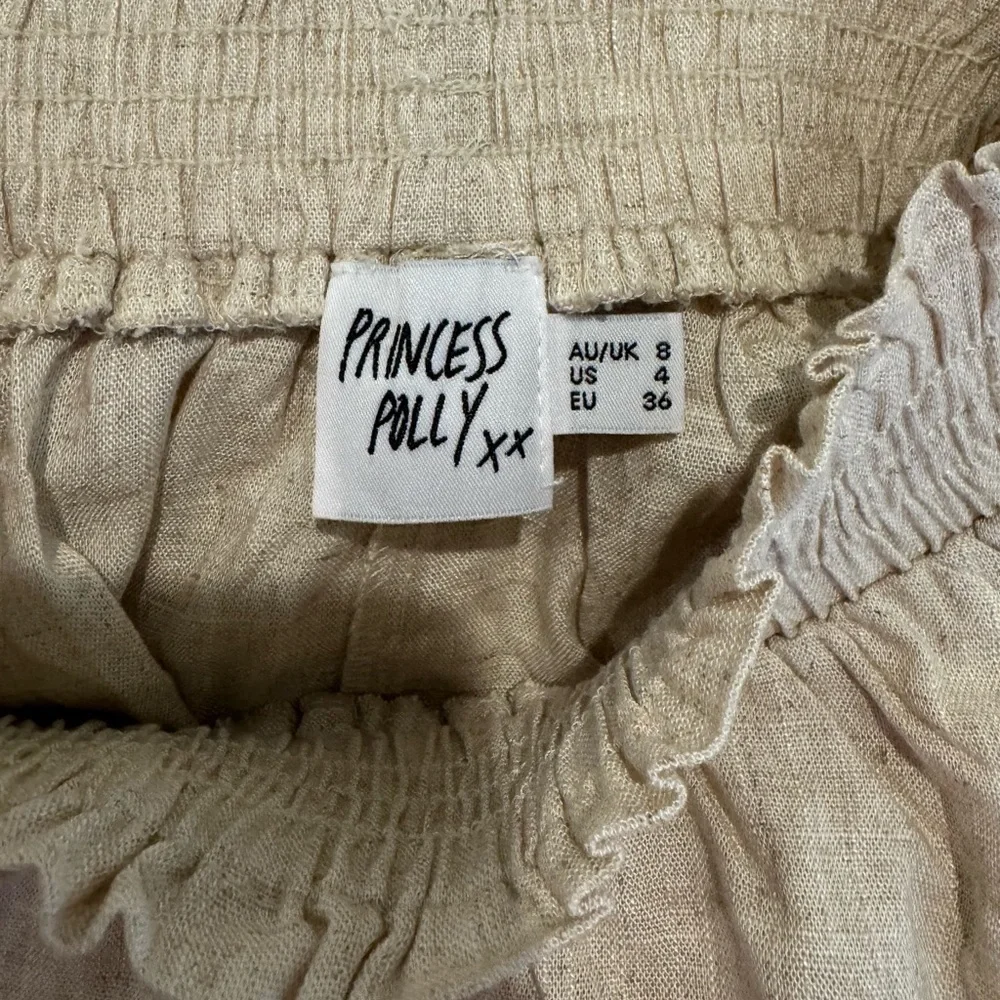 PRINCESS
POLLY xx
AU/UK 8
US 4
EU 36